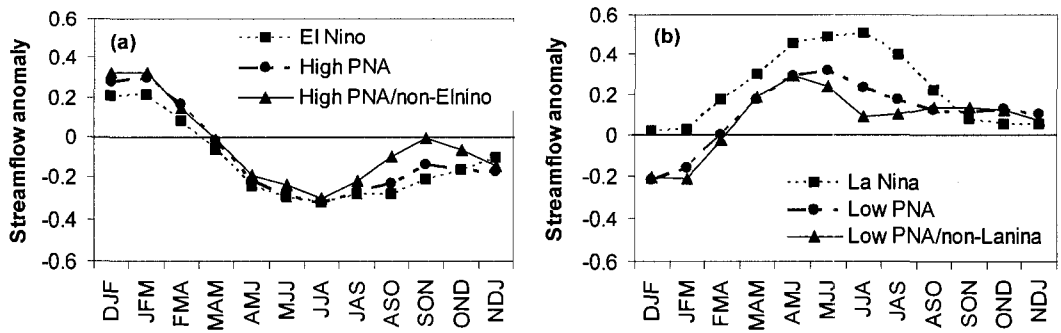 Streamflow anomaly
0.6
0.4
0.2
0
-0.2
-0.4
-0.6
(a)
El Nino
High PNA
High PNA/non-Elnino
DJF
JFM
FMA
MAM
AMJ
MJJ
JJA
JAS
ASO
SON
OND
NDJ
Streamflow anomaly
0.6
0.4
0.2
0
-0.2
-0.4
-0.6
(b)
La Nina
Low PNA
Low PNA/non-Lanina
DJF
JFM
FMA
MAM
AMJ
MJJ
JJA
JAS
ASO
SON
OND
NDJ